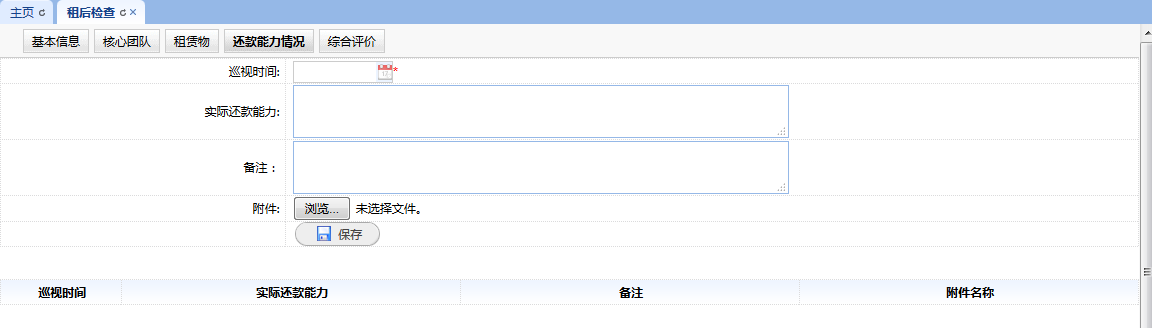 主页 租后检查
基本信息 核心团队 租赁物 还款能力情况 综合评价
巡视时间: *
实际还款能力:
备注：
附件: 浏览... 未选择文件。
保存
巡视时间 实际还款能力 备注 附件名称